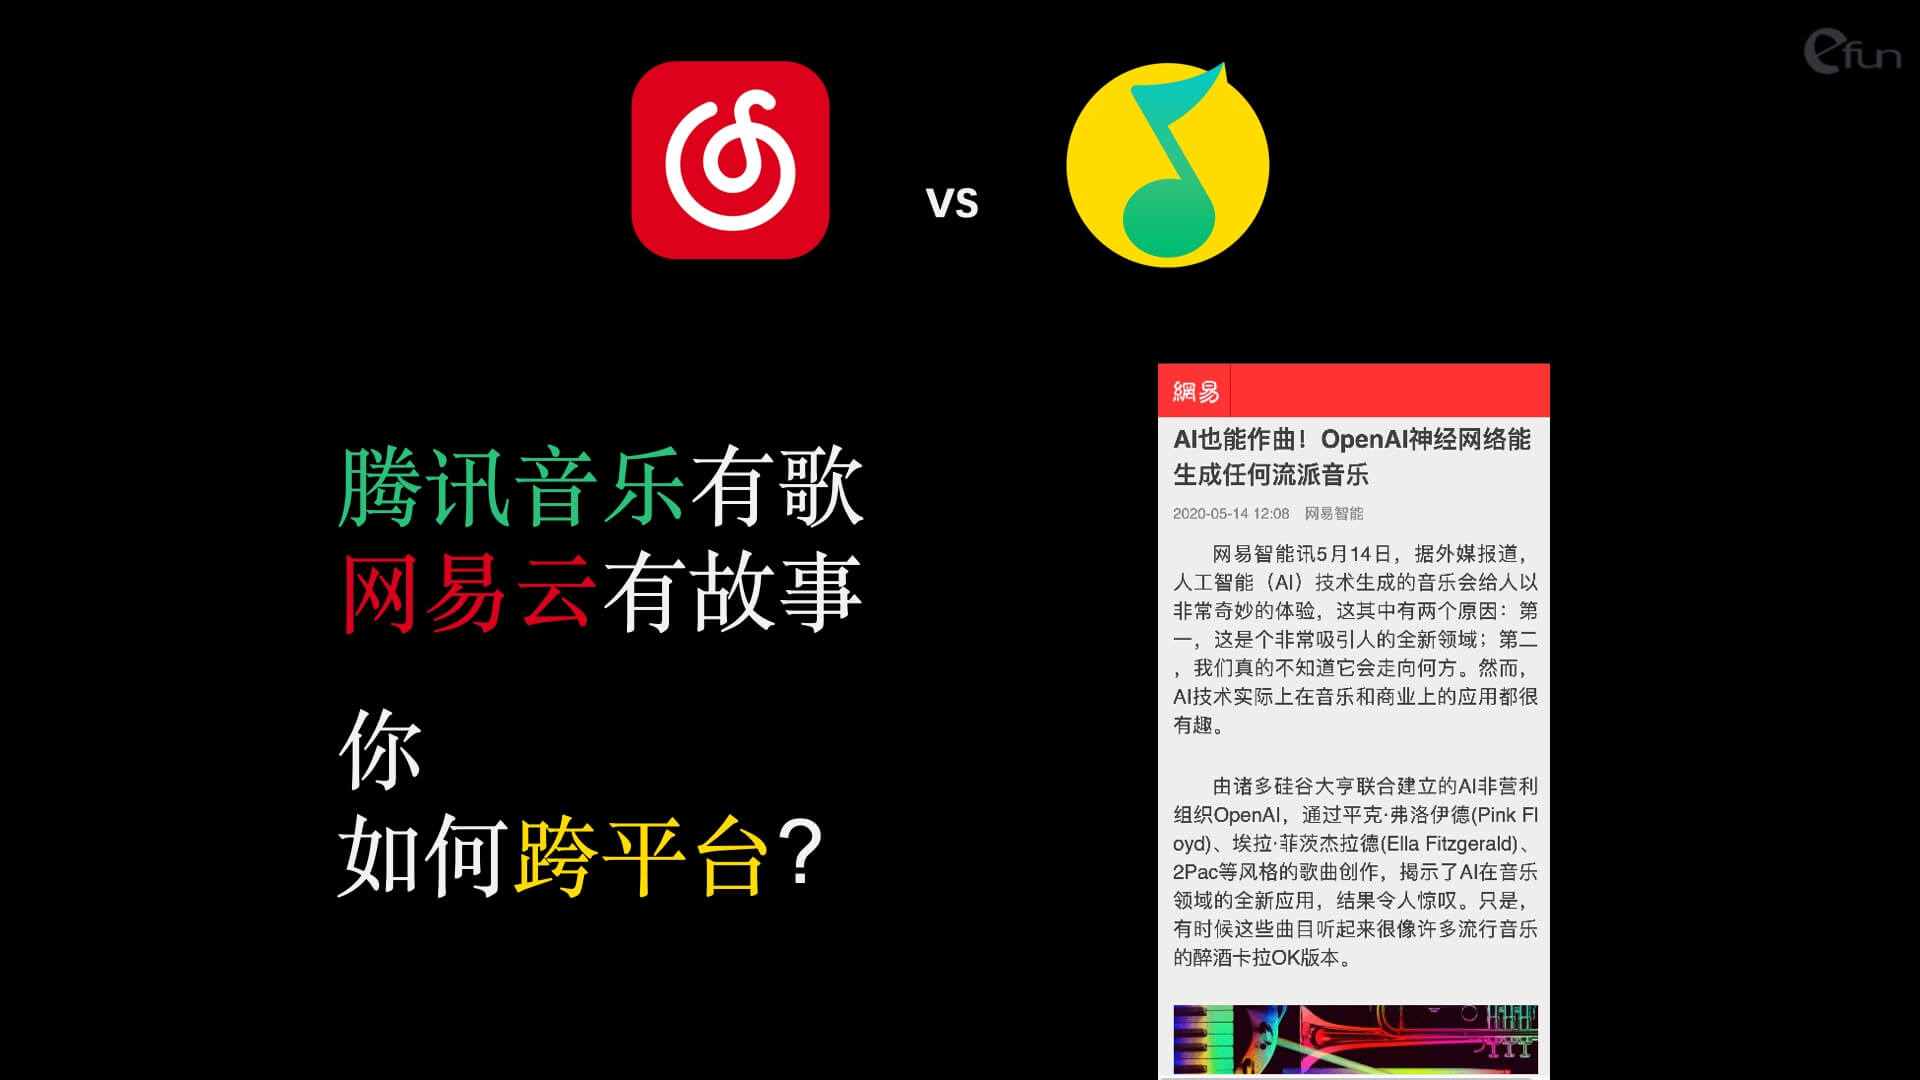 efun
vs
腾讯音乐有歌
网易云有故事
你
如何跨平台?
網易
AI也能作曲！OpenAI神经网络能
生成任何流派音乐
2020-05-14 12:08 网易智能
网易智能讯5月14日，据外媒报道，
人工智能（AI）技术生成的音乐会给人以
非常奇妙的体验，这其中有两个原因：第
一，这是个非常吸引人的全新领域；第二
，我们真的不知道它会走向何方。然而，
AI技术实际上在音乐和商业上的应用都很
有趣。
由诸多硅谷大亨联合建立的AI非营利
组织OpenAI，通过平克·弗洛伊德(Pink Fl
oyd)、埃拉·菲茨杰拉德(Ella Fitzgerald)、
2Pac等风格的歌曲创作，揭示了AI在音乐
领域的全新应用，结果令人惊叹。只是，
有时候这些曲目听起来很像许多流行音乐
的醉酒卡拉OK版本。